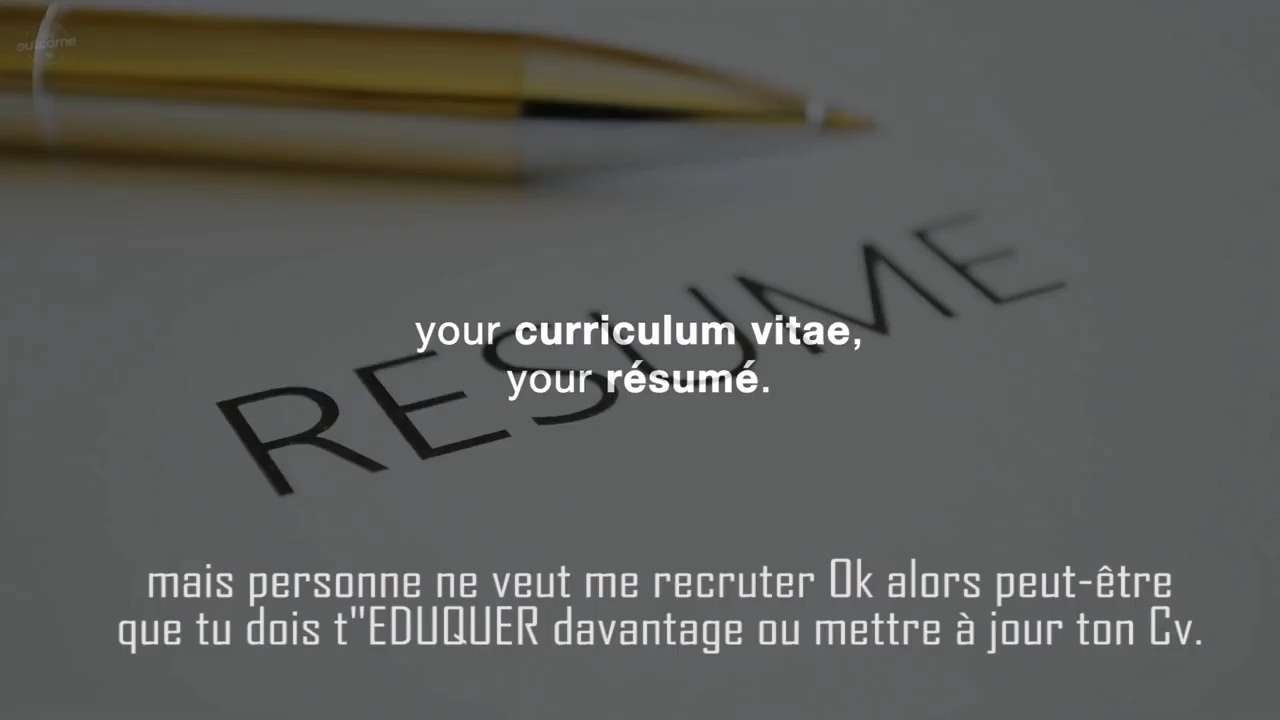 outcome
RESUME
your curriculum vitae,
your résumé.
mais personne ne veut me recruter Ok alors peut-être
que tu dois t"EDUQUER davantage ou mettre à jour ton Cv.